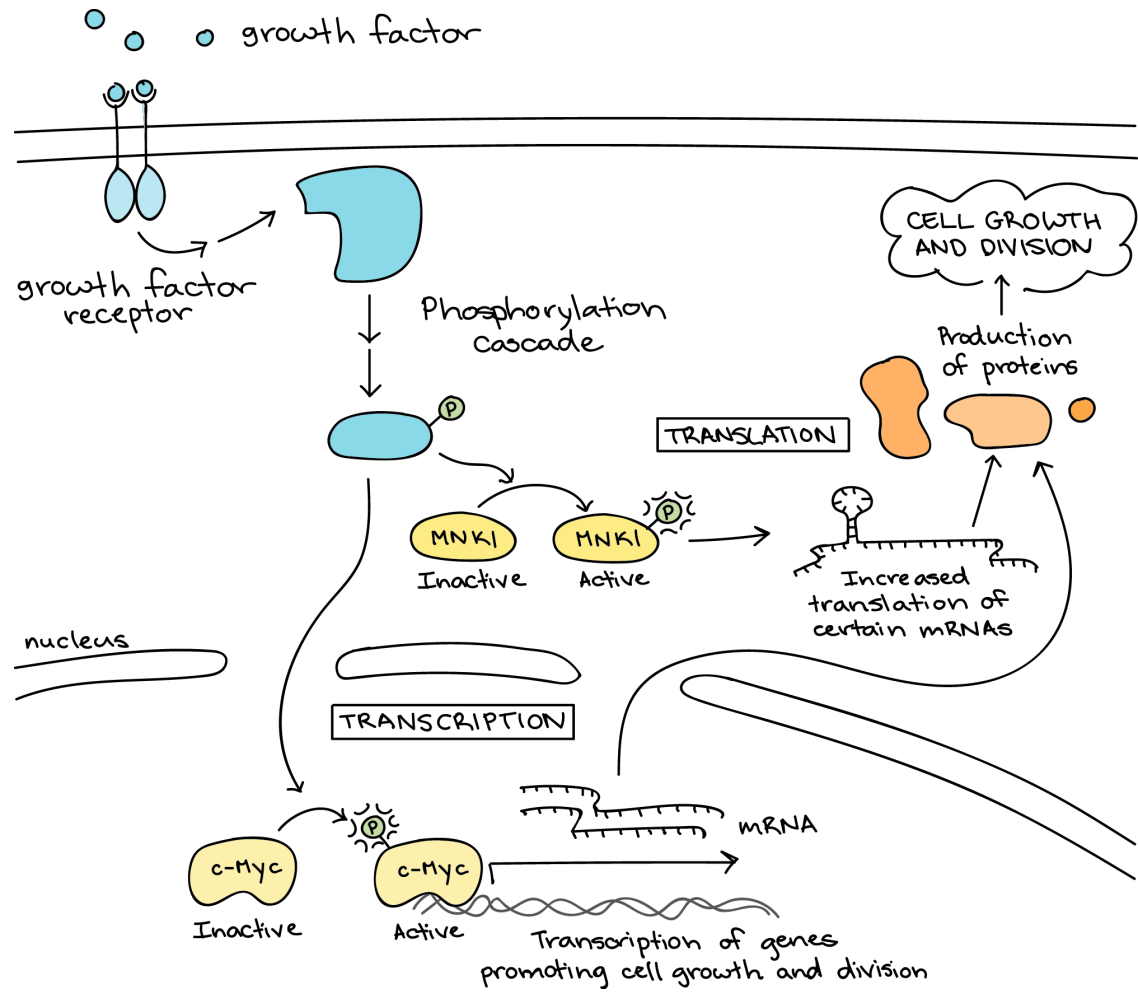 growth factor
growth factor
receptor
Phosphorylation
cascade
P
CELL GROWTH
AND DIVISION
Production
of proteins
TRANSLATION
MNK1
Inactive
MNK1
P
Active
Increased
translation of
certain mRNAs
nucleus
TRANSCRIPTION
c-Myc
Inactive
P
c-Myc
Active
mRNA
Transcription of genes
promoting cell growth and division